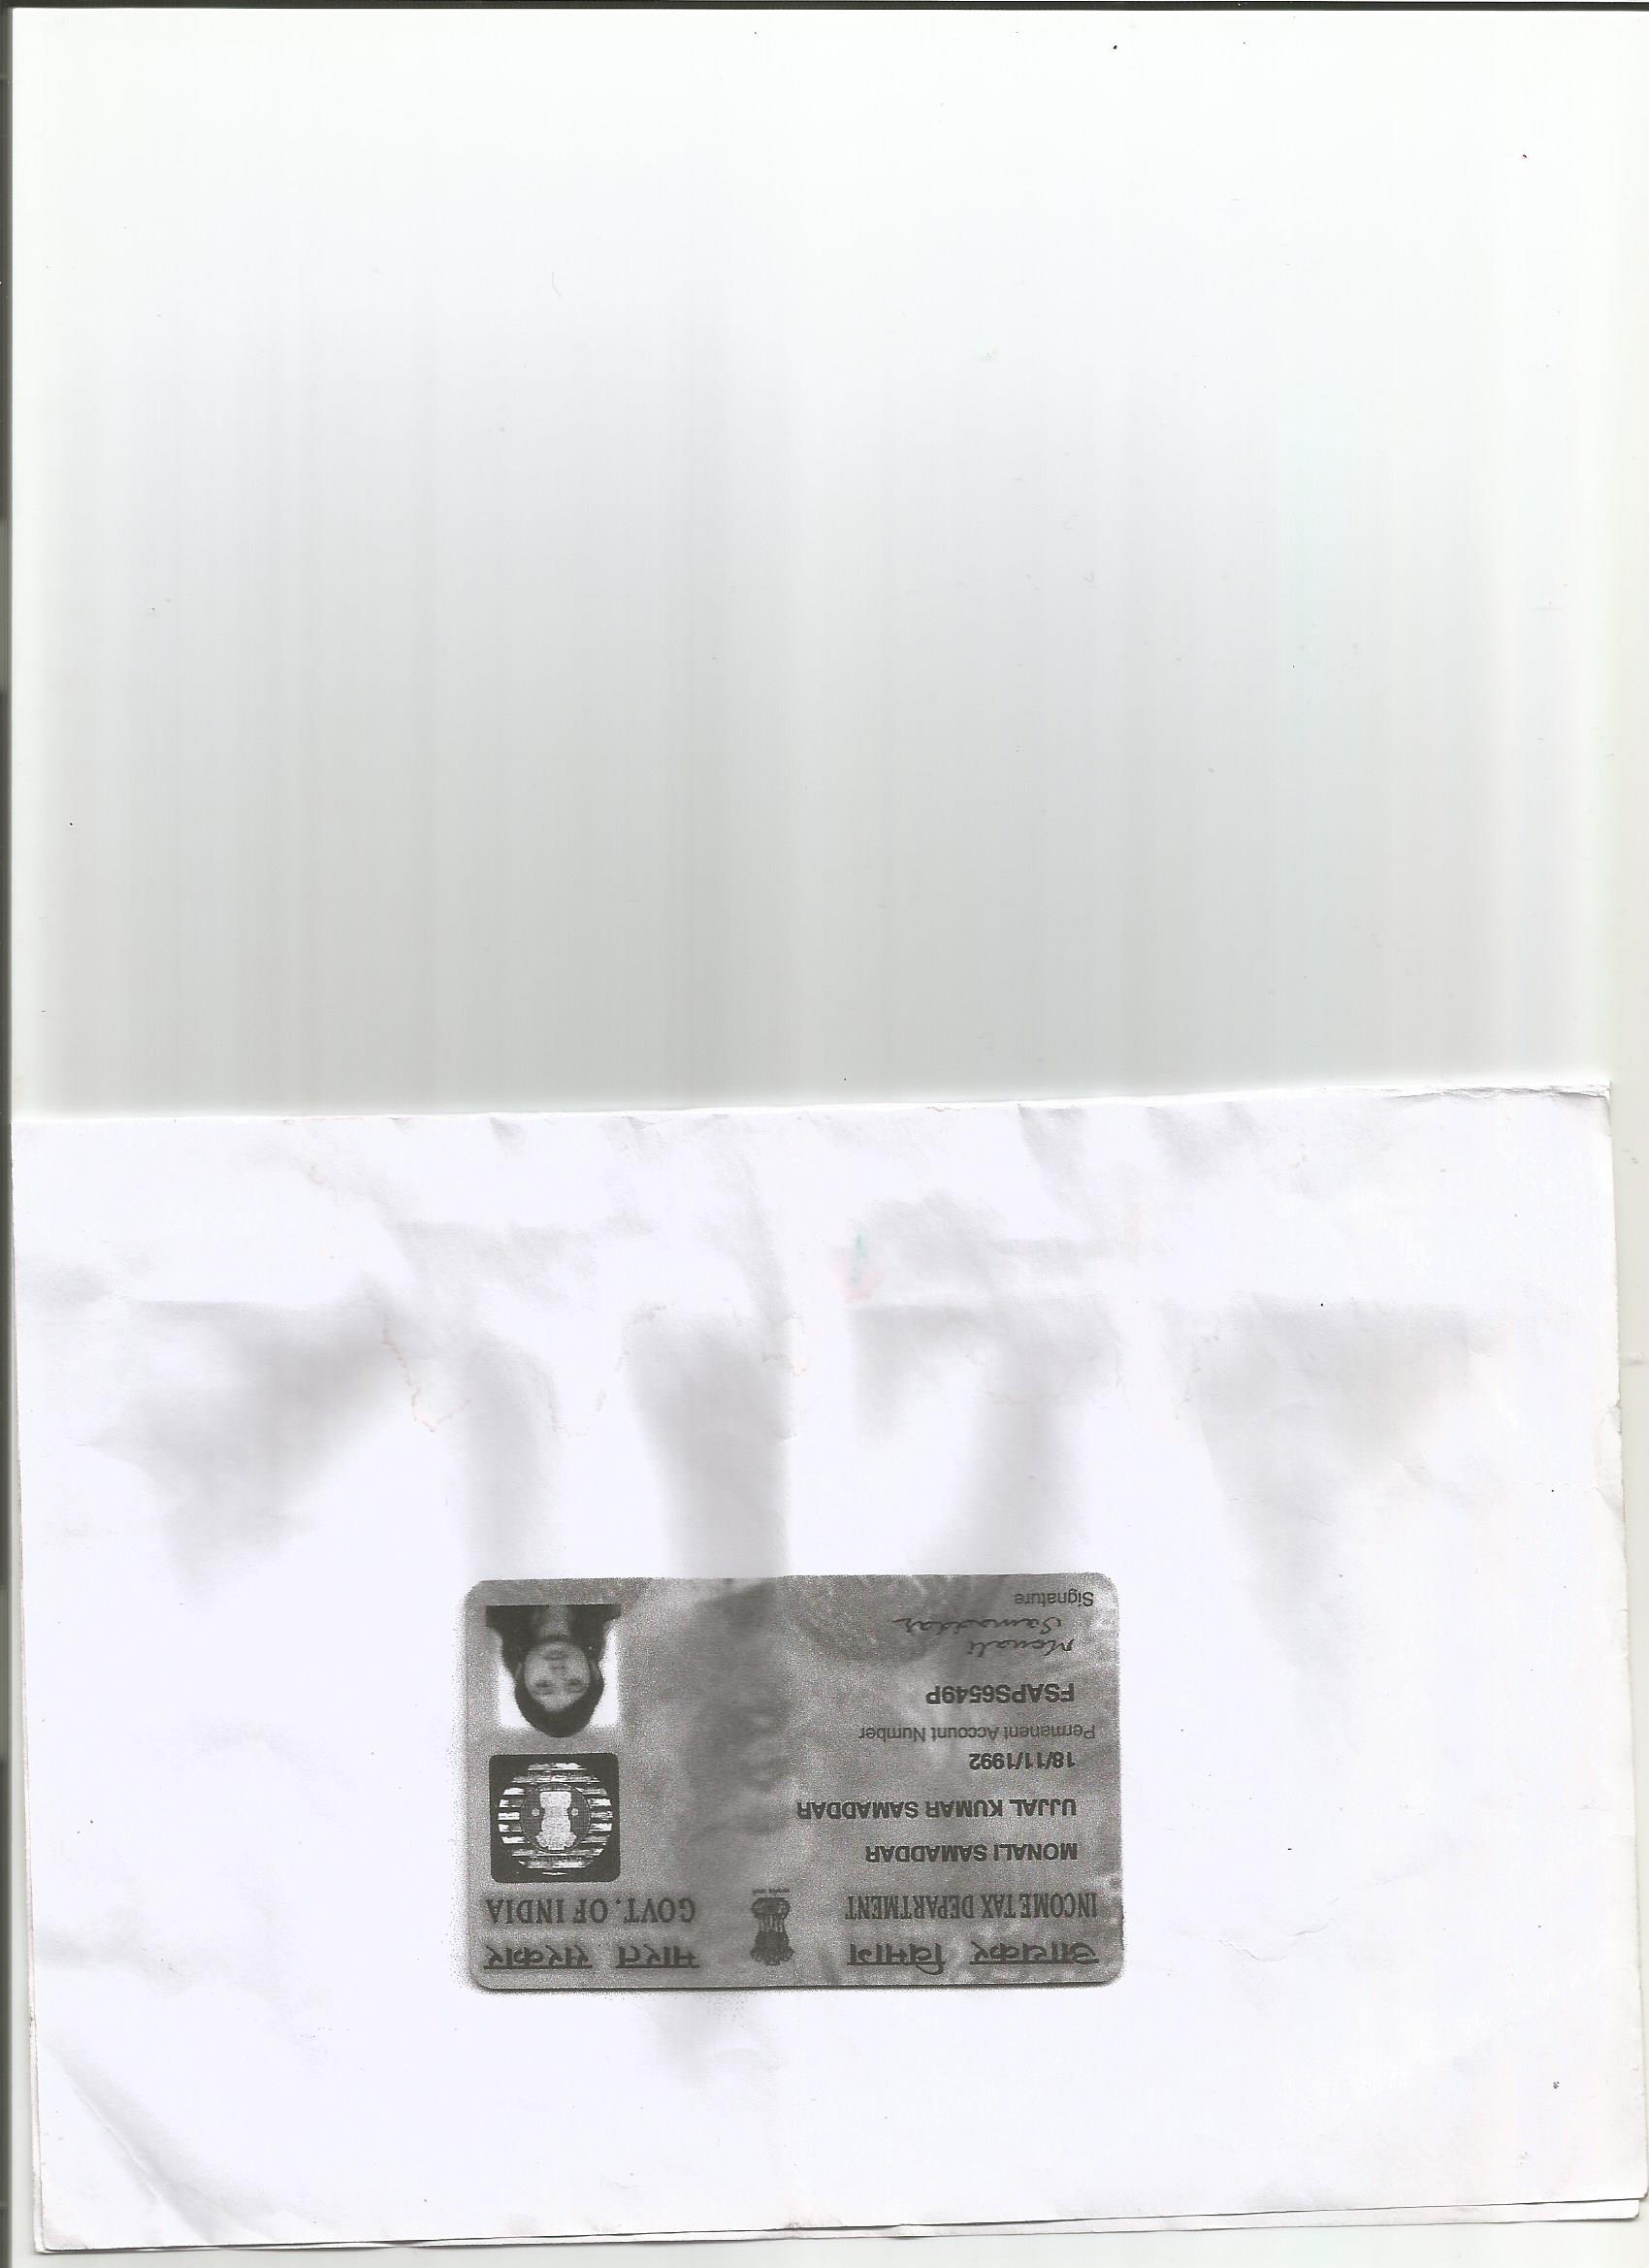 आयकर विभाग
भारत सरकार
INCOME TAX DEPARTMENT
GOVT. OF INDIA
MONALI SAMADDAR
UJJAL KUMAR SAMADDAR
18/11/1992
Permanent Account Number
FSAPS6549P
Monali
Samaddar
Signature